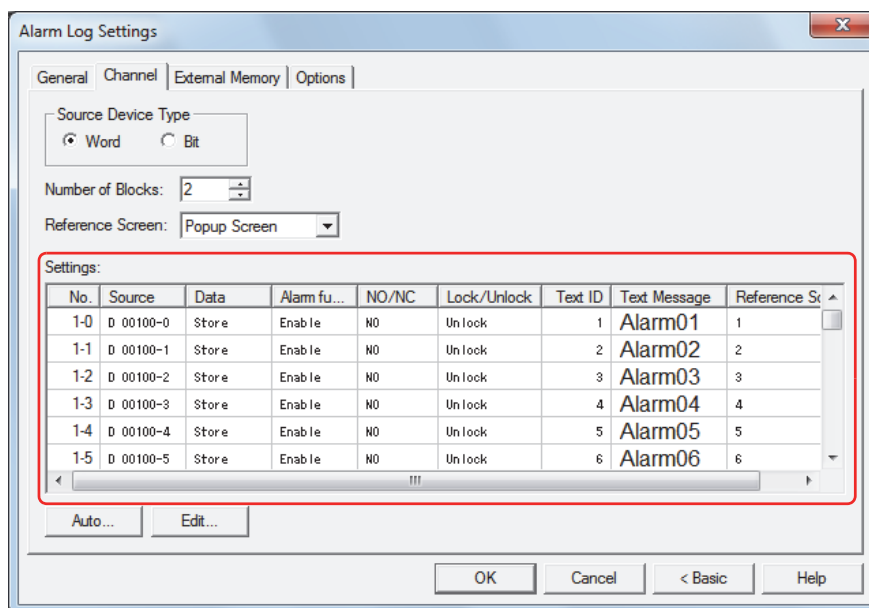 Alarm Log Settings
General Channel External Memory Options
Source Device Type
Word Bit
Number of Blocks: 2
Reference Screen: Popup Screen
Settings:
No. Source Data Alarm fu... NO/NC Lock/Unlock Text ID Text Message Reference Sc
1-0 D 00100-0 Store Enable NO Unlock 1 Alarm01 1
1-1 D 00100-1 Store Enable NO Unlock 2 Alarm02 2
1-2 D 00100-2 Store Enable NO Unlock 3 Alarm03 3
1-3 D 00100-3 Store Enable NO Unlock 4 Alarm04 4
1-4 D 00100-4 Store Enable NO Unlock 5 Alarm05 5
1-5 D 00100-5 Store Enable NO Unlock 6 Alarm06 6
Auto... Edit...
OK Cancel < Basic Help